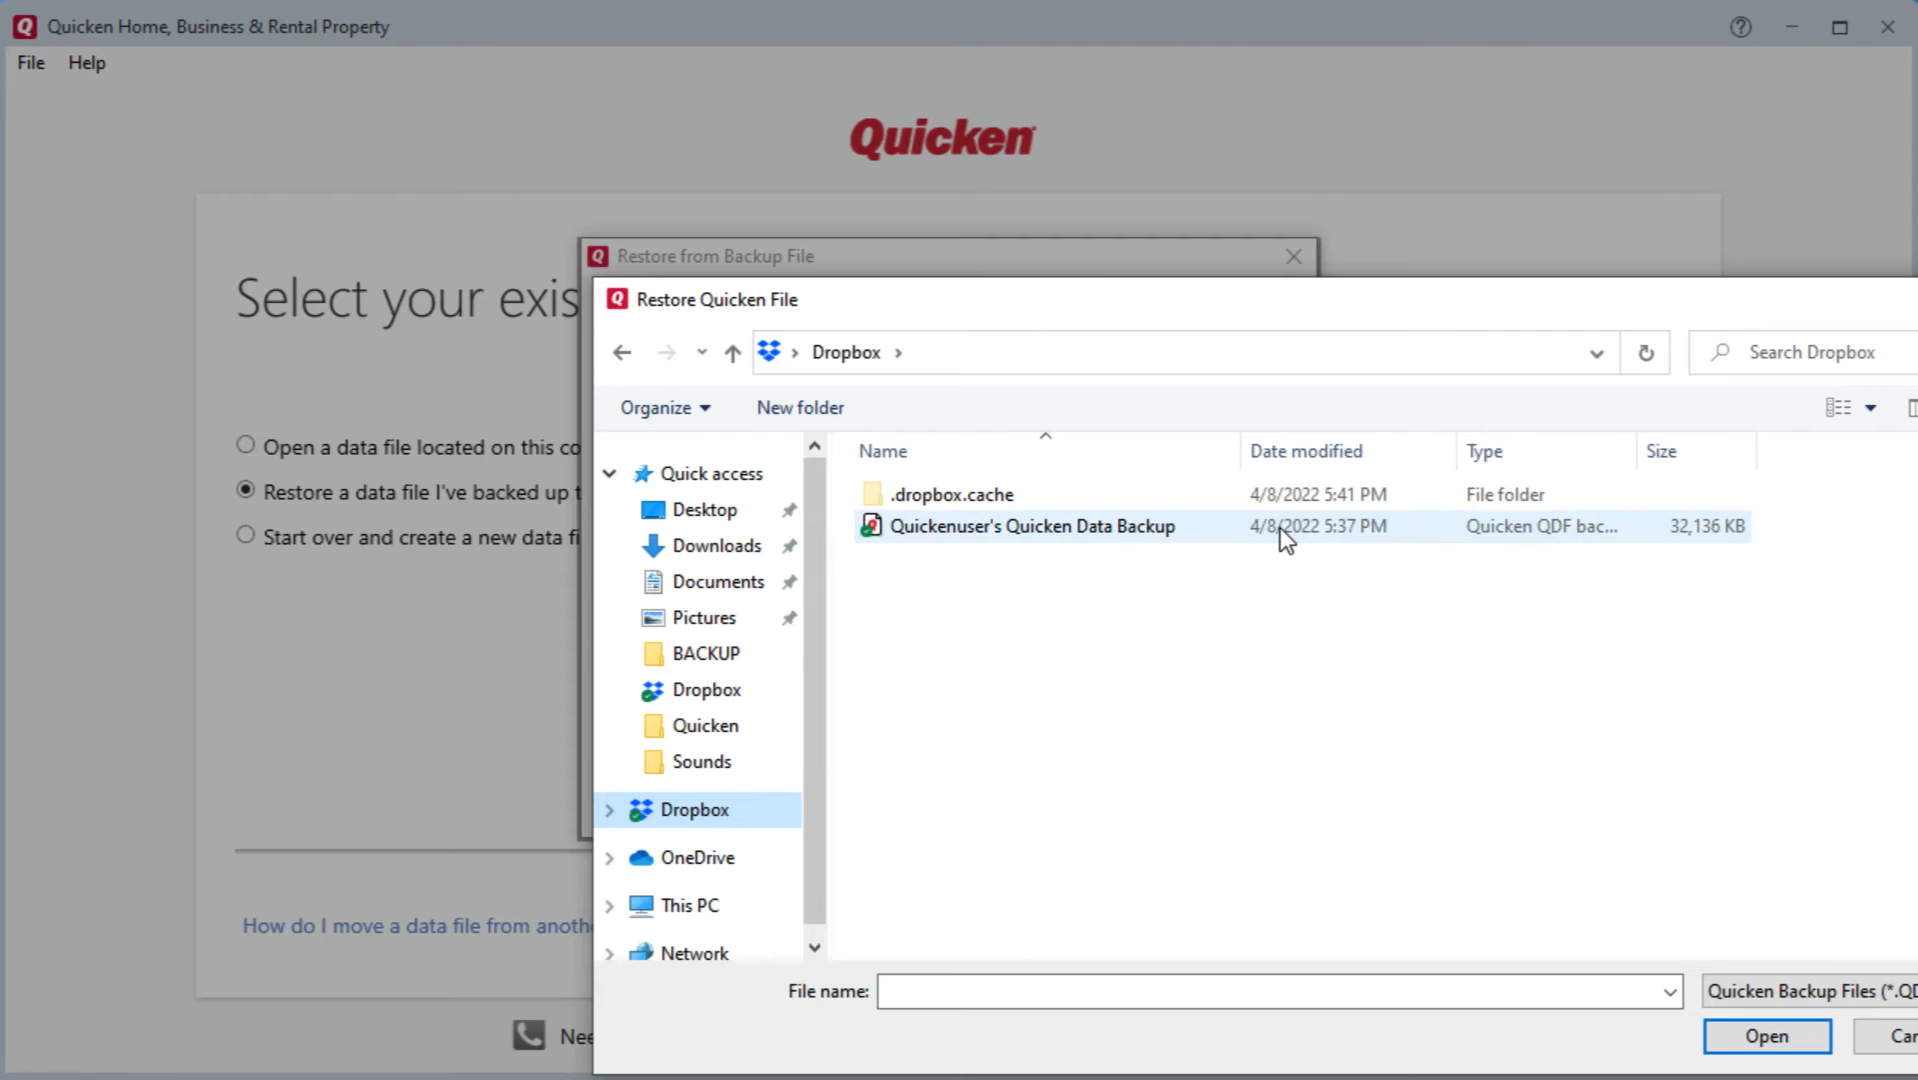 Quicken Home, Business & Rental Property
File Help
Quicken
Restore from Backup File
Select your exis
Restore Quicken File
Dropbox
Search Dropbox
Organize New folder
Name Date modified Type Size
Open a data file located on this co
Restore a data file I've backed up t
Start over and create a new data fi
Quick access
Desktop
Downloads
Documents
Pictures
BACKUP
Dropbox
Quicken
Sounds
Dropbox
OneDrive
This PC
Network
.dropbox.cache 4/8/2022 5:41 PM File folder
Quickenuser's Quicken Data Backup 4/8/2022 5:37 PM Quicken QDF bac... 32,136 KB
How do I move a data file from anothe
File name: Quicken Backup Files (*.QD
Nee
Open Can